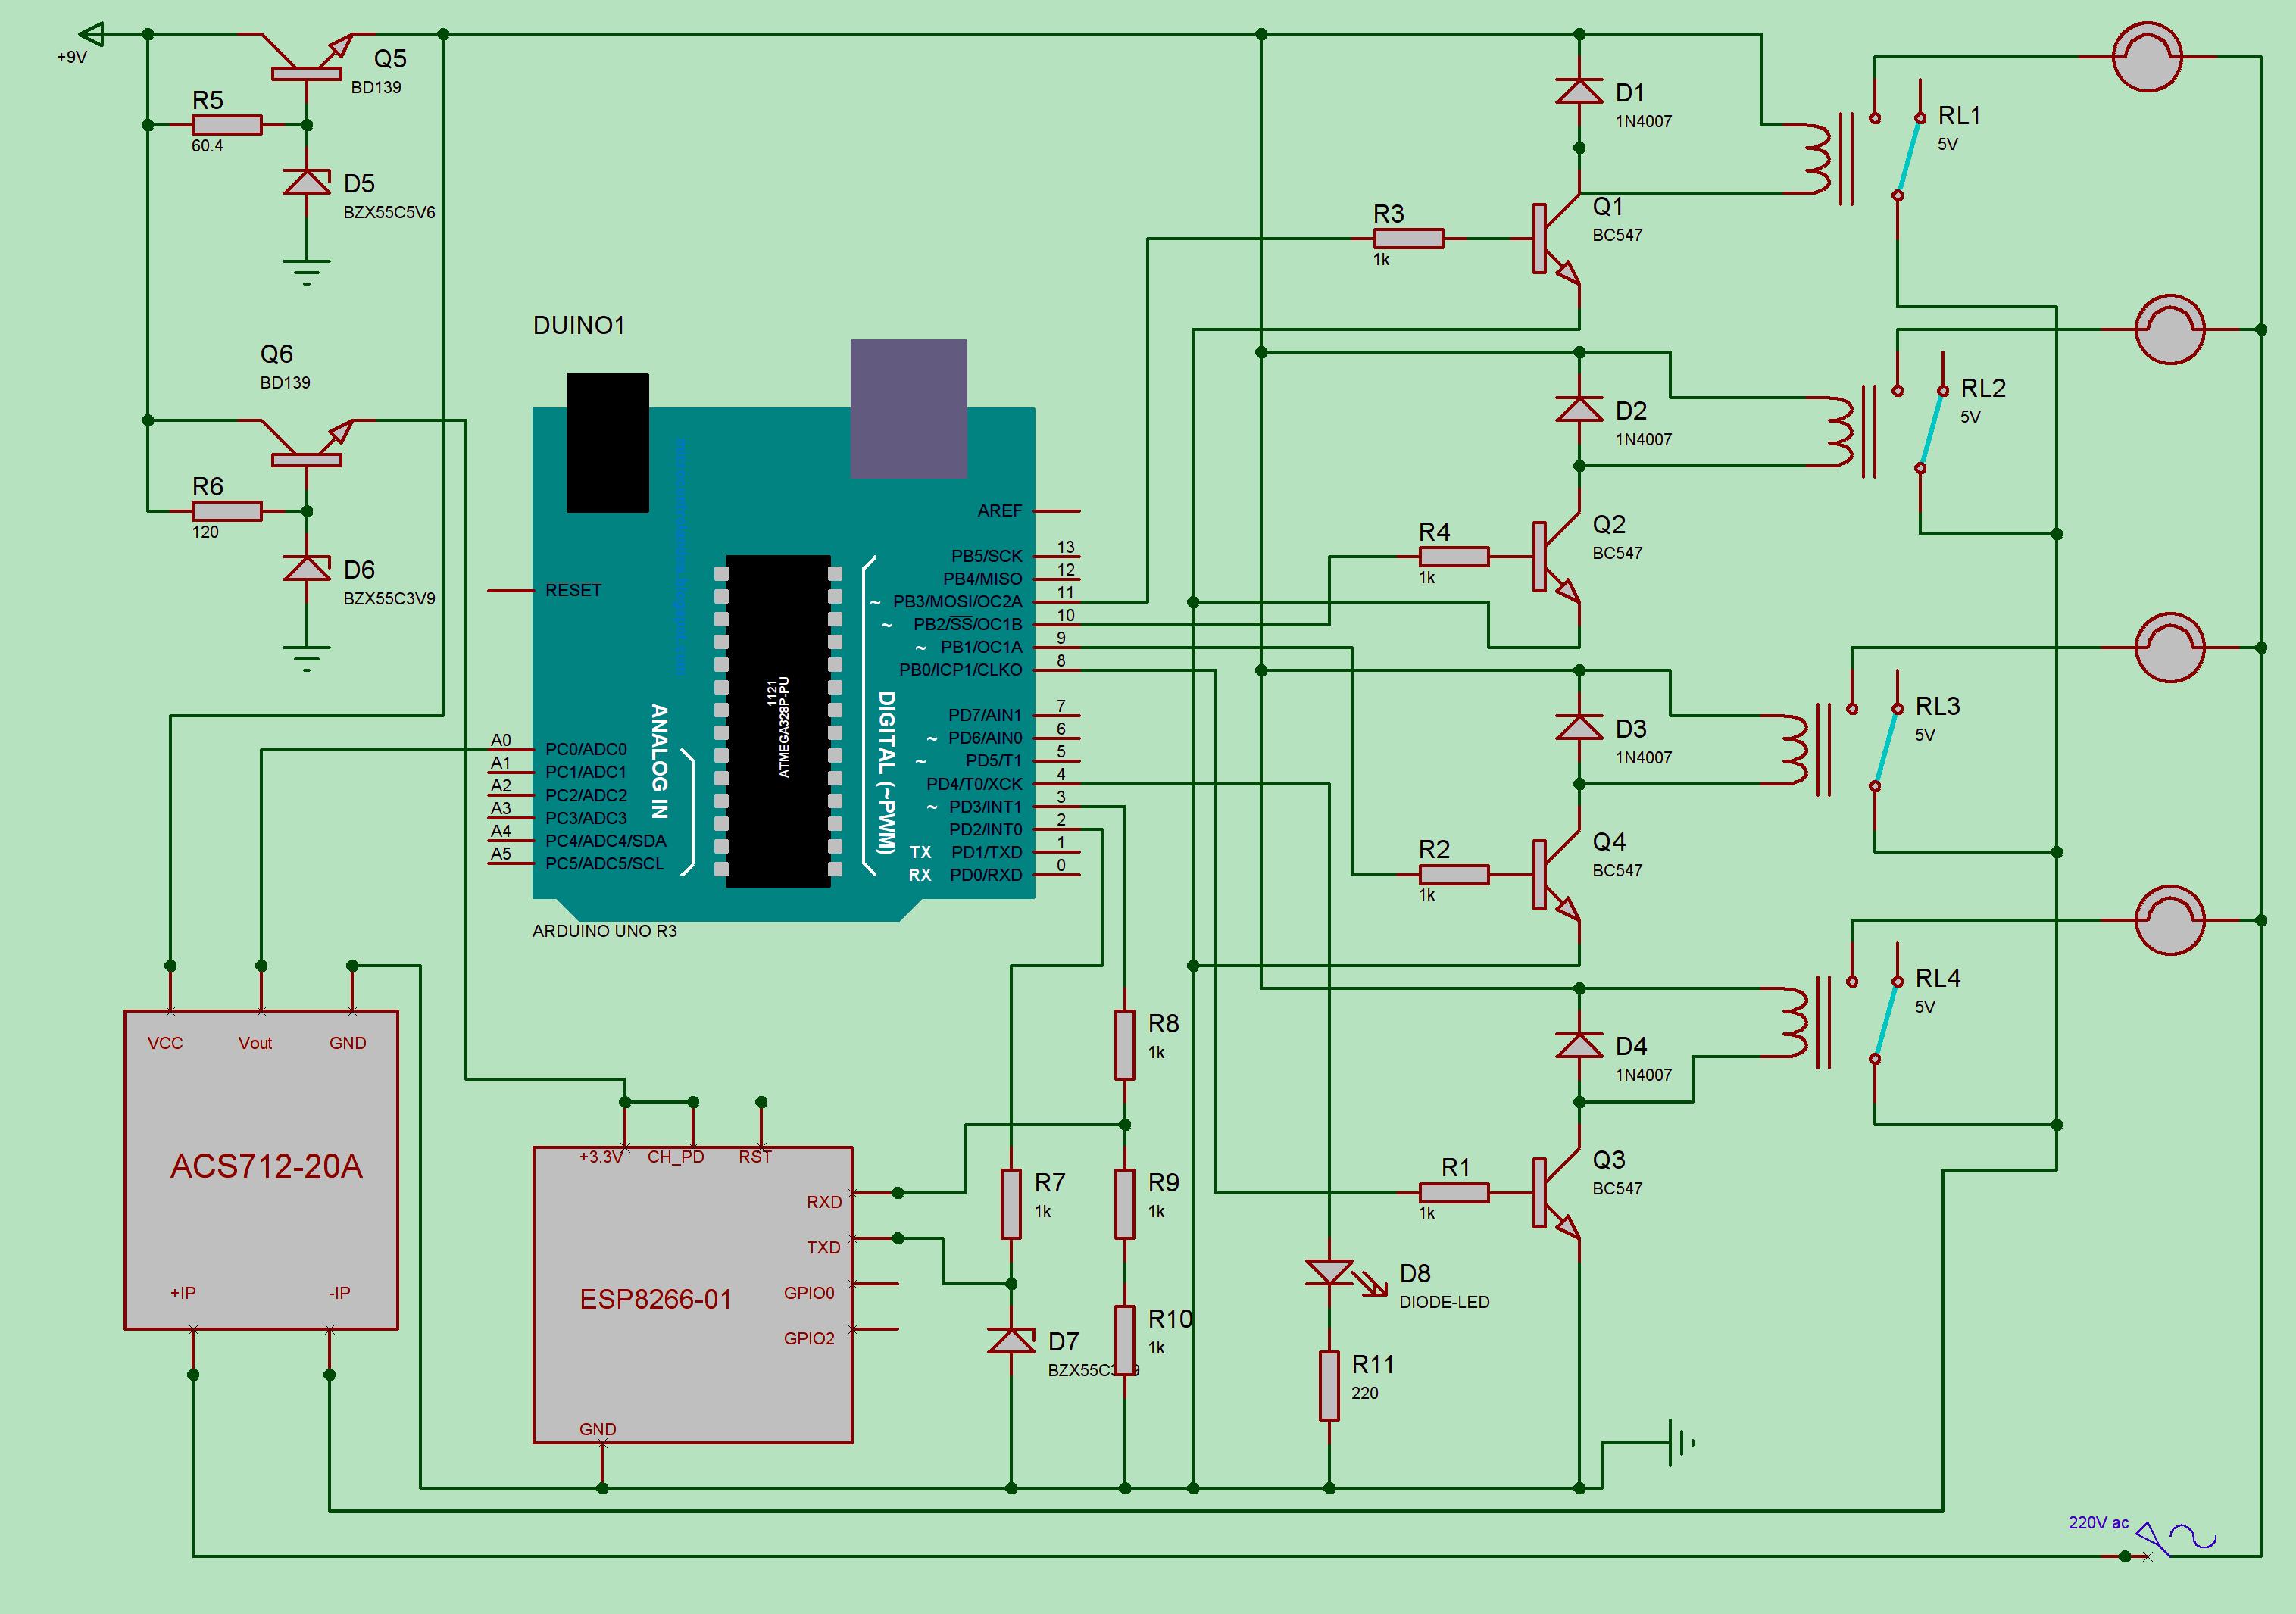 +9V
Q5
BD139
R5
60.4
D5
BZX55C5V6
Q6
BD139
R6
120
D6
BZX55C3V9
DUINO1
RESET
A0
A1
A2
A3
A4
A5
PC0/ADC0
PC1/ADC1
PC2/ADC2
PC3/ADC3
PC4/ADC4/SDA
PC5/ADC5/SCL
ANALOG IN
1121
ATMEGA328P-PU
DIGITAL (~PWM)
AREF
PB5/SCK
13
PB4/MISO
12
~ PB3/MOSI/OC2A
11
~ PB2/SS/OC1B
10
~ PB1/OC1A
9
PB0/ICP1/CLKO
8
PD7/AIN1
7
~ PD6/AIN0
6
~ PD5/T1
5
PD4/T0/XCK
4
~ PD3/INT1
3
PD2/INT0
2
TX PD1/TXD
1
RX PD0/RXD
0
ARDUINO UNO R3
D1
1N4007
RL1
5V
R3
1k
Q1
BC547
D2
1N4007
RL2
5V
R4
1k
Q2
BC547
D3
1N4007
RL3
5V
R2
1k
Q4
BC547
D4
1N4007
RL4
5V
R1
1k
Q3
BC547
VCC
Vout
GND
ACS712-20A
+IP
-IP
+3.3V
CH_PD
RST
RXD
TXD
GPIO0
GPIO2
ESP8266-01
GND
R8
1k
R7
1k
R9
1k
R10
1k
D7
D8
DIODE-LED
R11
220
220V ac